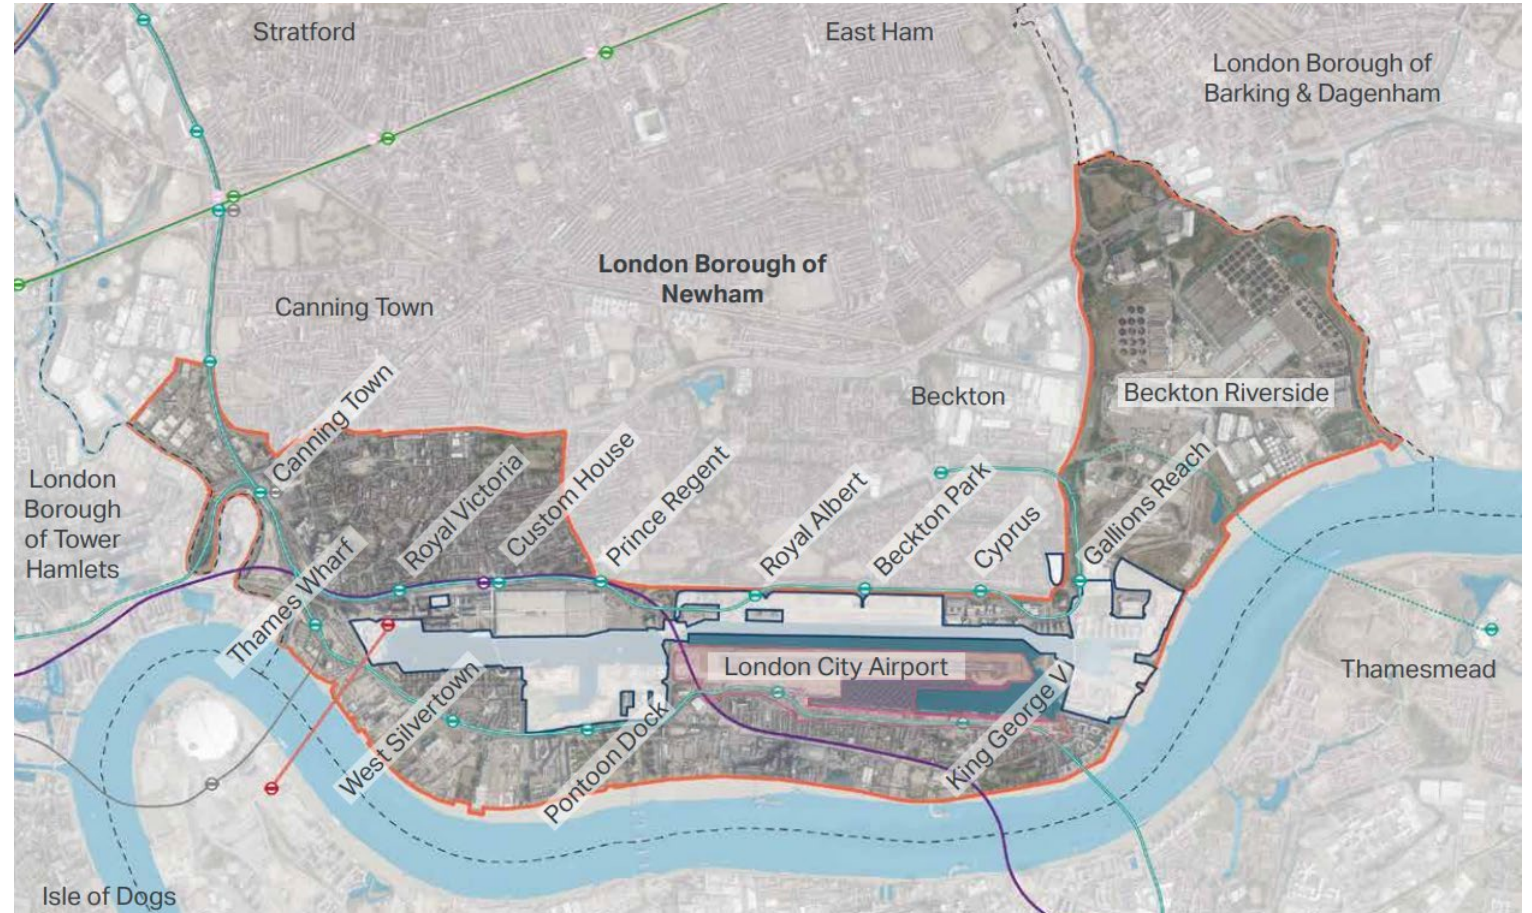 Stratford
East Ham
London Borough of
Barking & Dagenham
London Borough of
Newham
Canning Town
Beckton
Beckton Riverside
London
Borough
of Tower
Hamlets
Canning Town
Royal Victoria
Custom House
Prince Regent
Royal Albert
Beckton Park
Cyprus
Gallions Reach
Thames Wharf
West Silvertown
Pontoon Dock
London City Airport
King George V
Thamesmead
Isle of Dogs